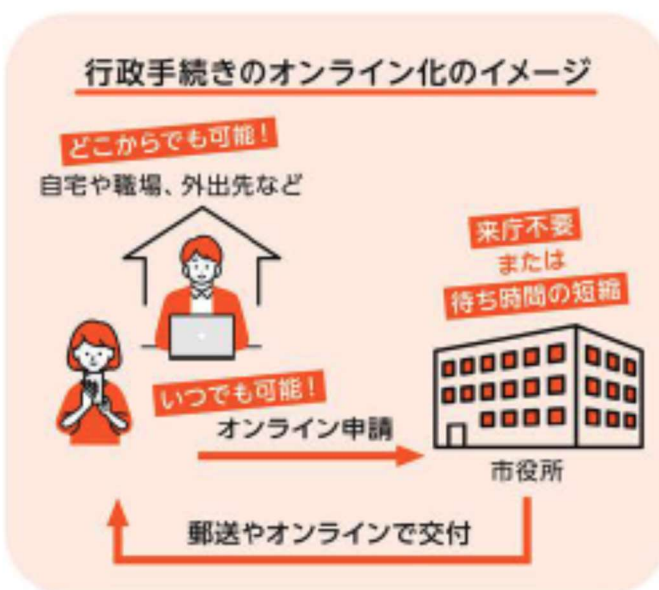 行政手続きのオンライン化のイメージ
どこからでも可能！
自宅や職場、外出先など
来庁不要
または
待ち時間の短縮
いつでも可能！
オンライン申請
市役所
郵送やオンラインで交付